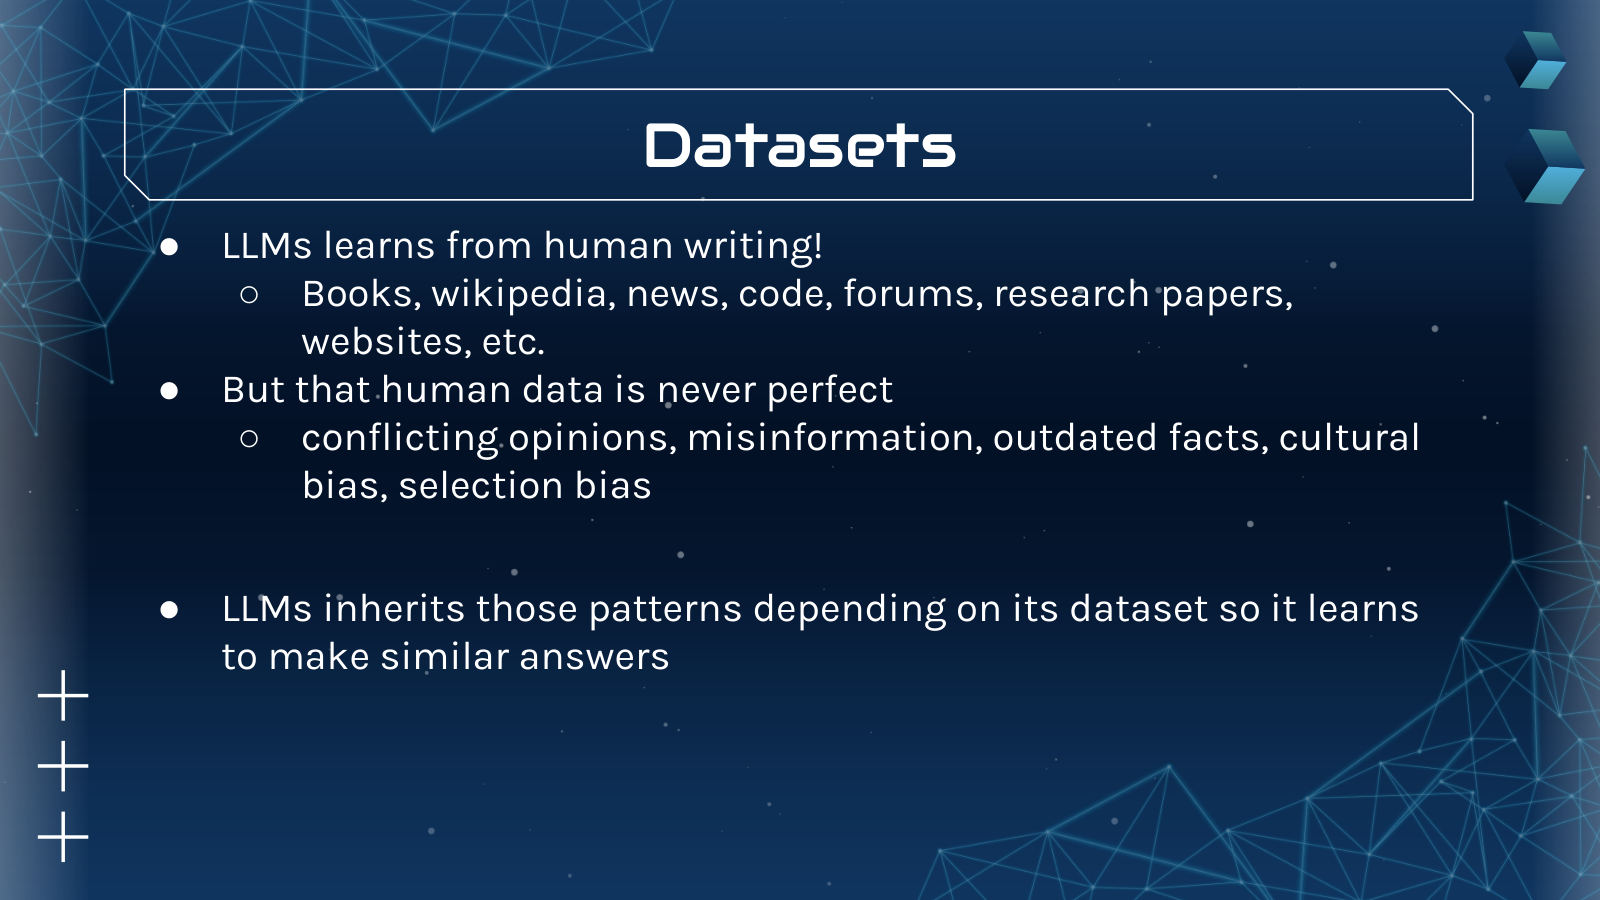 Datasets
● LLMs learns from human writing!
○ Books, wikipedia, news, code, forums, research papers,
websites, etc.
● But that human data is never perfect
○ conflicting opinions, misinformation, outdated facts, cultural
bias, selection bias
● LLMs inherits those patterns depending on its dataset so it learns
to make similar answers